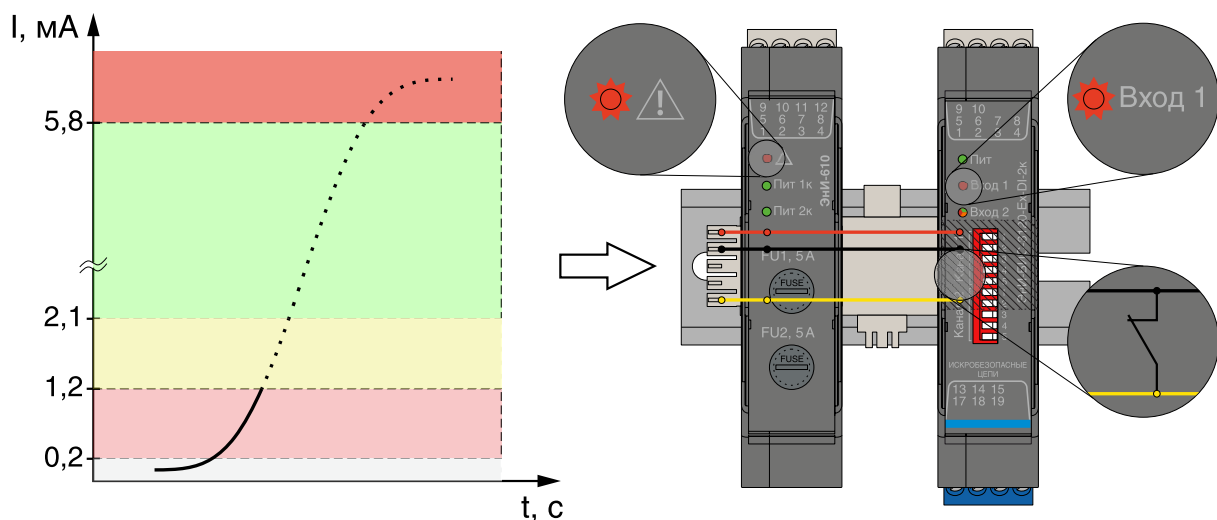 I, мА
5,8
2,1
1,2
0,2
t, с
Вход 1
9 10 11 12
5 6 7 8
1 2 3 4
Пит 1к
Пит 2к
ЭнИ-610
FU1, 5 A
FUSE
FU2, 5 A
FUSE
9 10
5 6 7 8
1 2 3 4
Пит
Вход 1
Вход 2
ИСКРОБЕЗОПАСНЫЕ
ЦЕПИ
13 14 15
17 18 19